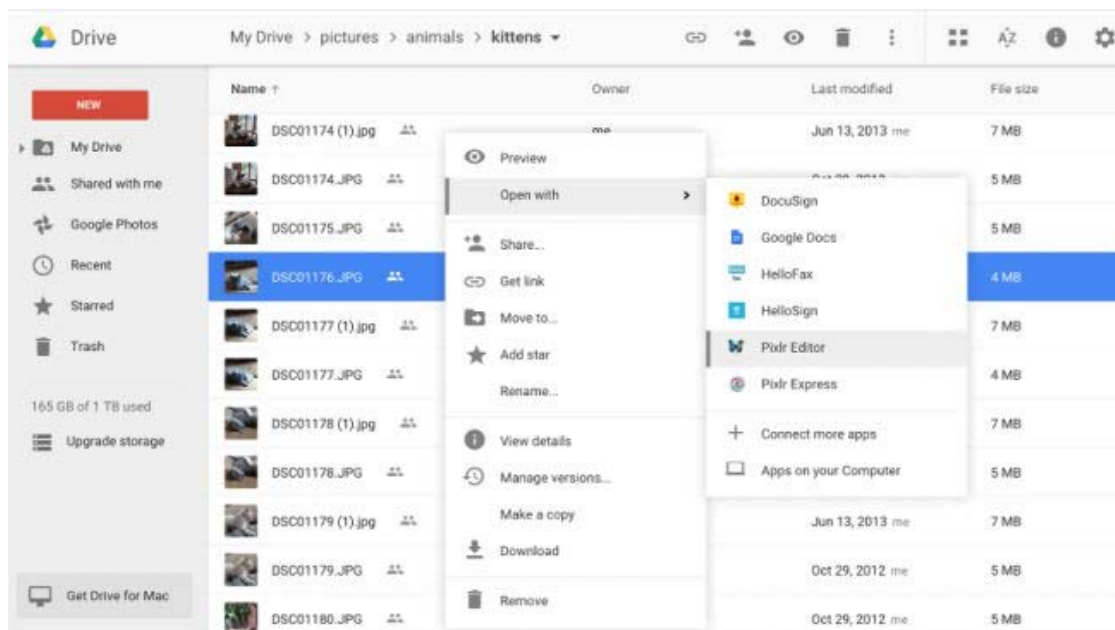 Drive
My Drive > pictures > animals > kittens
NEW
My Drive
Shared with me
Google Photos
Recent
Starred
Trash
165 GB of 1 TB used
Upgrade storage
Get Drive for Mac
Name ↑ Owner Last modified File size
DSC01174 (1).jpg me Jun 13, 2013 me 7 MB
DSC01174.JPG 5 MB
DSC01175.JPG 5 MB
DSC01176.JPG 4 MB
DSC01177 (1).jpg 7 MB
DSC01177.JPG 4 MB
DSC01178 (1).jpg 7 MB
DSC01178.JPG 5 MB
DSC01179 (1).jpg Jun 13, 2013 me 7 MB
DSC01179.JPG Oct 29, 2012 me 5 MB
DSC01180.JPG Oct 29, 2012 me 5 MB
Preview
Open with >
Share...
Get link
Move to...
Add star
Rename...
View details
Manage versions...
Make a copy
Download
Remove
DocuSign
Google Docs
HelloFax
HelloSign
Pixlr Editor
Pixlr Express
Connect more apps
Apps on your Computer
AZ